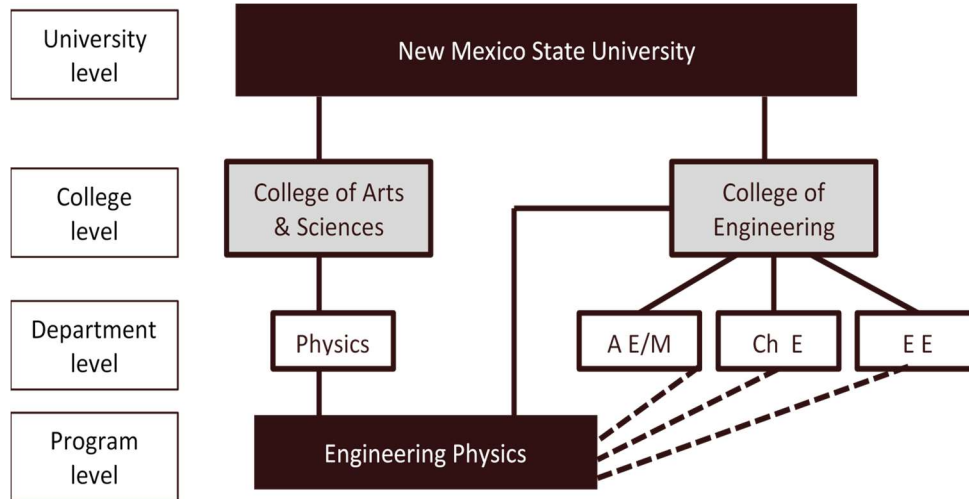 University
level
New Mexico State University
College
level
College of Arts
& Sciences
College of
Engineering
Department
level
Physics
A E/M
Ch E
E E
Program
level
Engineering Physics